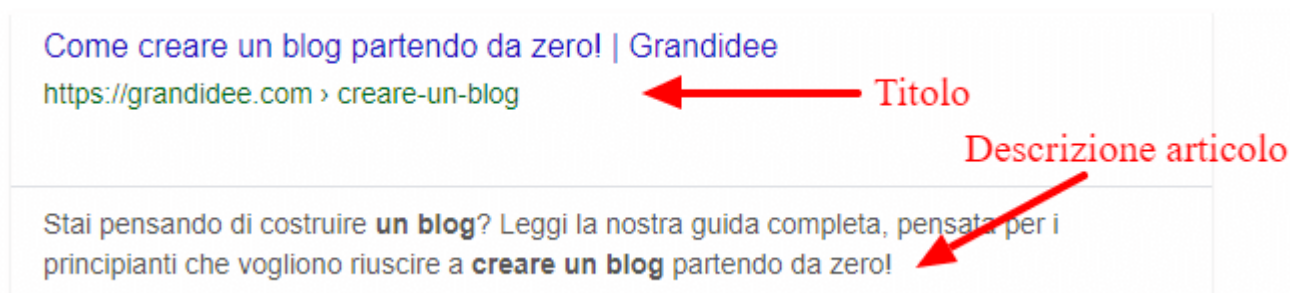 Come creare un blog partendo da zero! | Grandidee
https://grandidee.com › creare-un-blog
Titolo
Descrizione articolo
Stai pensando di costruire un blog? Leggi la nostra guida completa, pensata per i
principianti che vogliono riuscire a creare un blog partendo da zero!